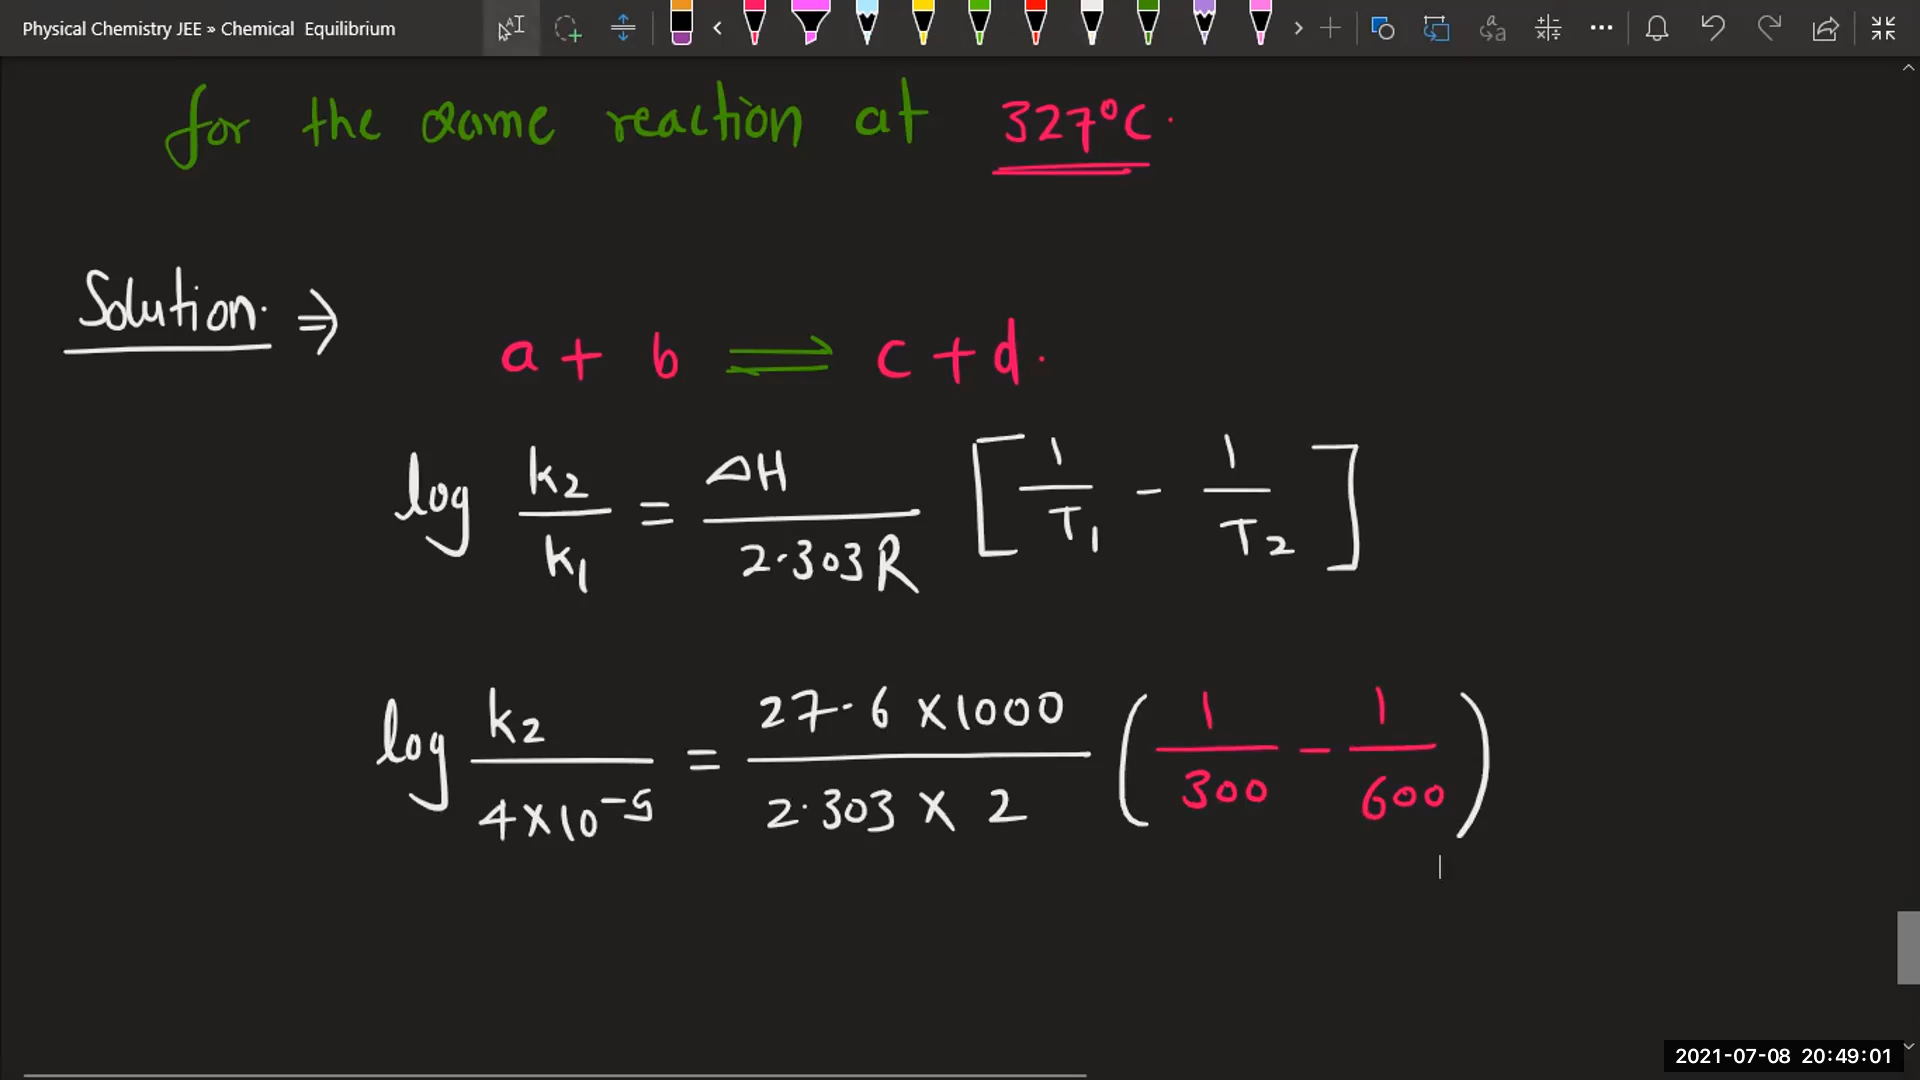 Physical Chemistry JEE » Chemical Equilibrium
for the same reaction at 327°C.
Solution. ⇒
a + b ⇌ c + d.
log k2/k1 = ΔH/2.303R [1/T1 - 1/T2]
log k2/4×10^-5 = 27.6 ×1000/2.303 × 2 (1/300 - 1/600)
2021-07-08 20:49:01